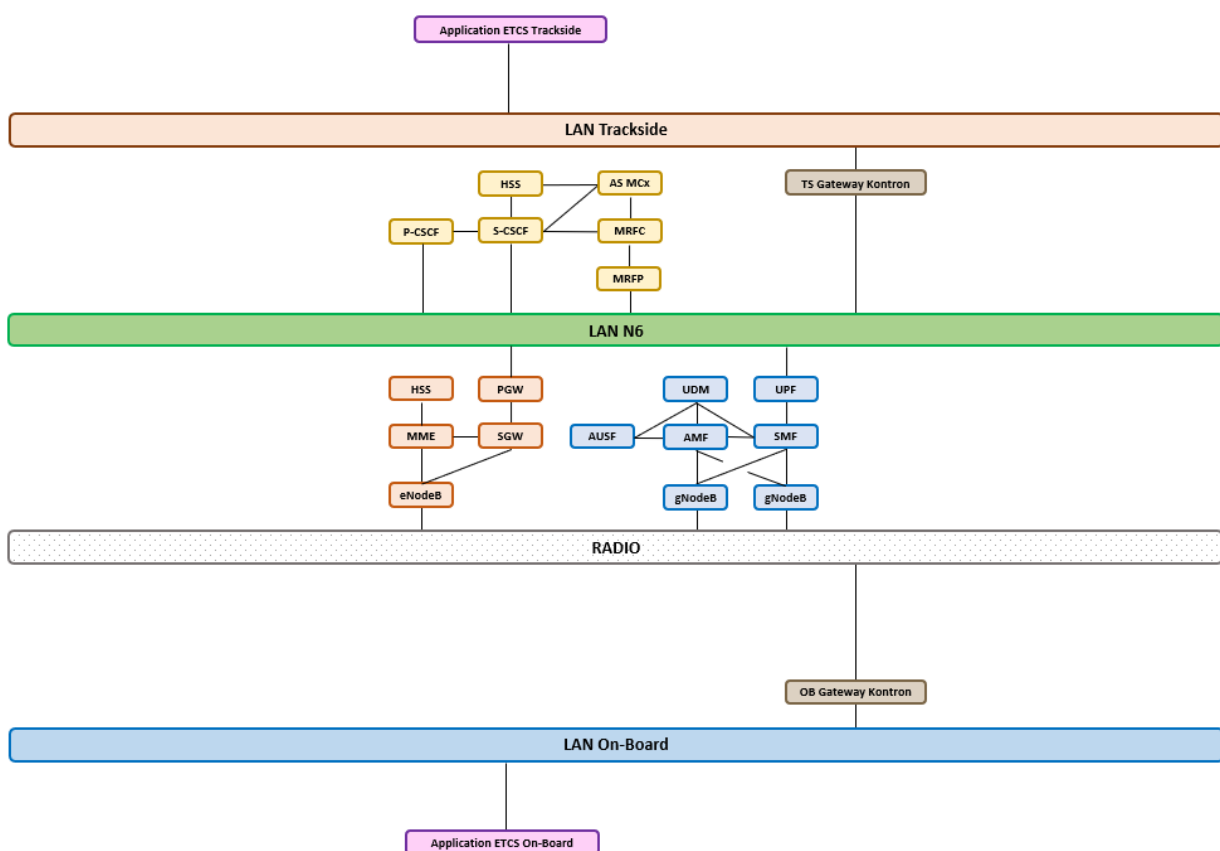 Application ETCS Trackside
LAN Trackside
HSS
AS MCx
TS Gateway Kontron
P-CSCF
S-CSCF
MRFC
MRFP
LAN N6
HSS
PGW
UDM
UPF
MME
SGW
AUSF
AMF
SMF
eNodeB
gNodeB
gNodeB
RADIO
OB Gateway Kontron
LAN On-Board
Application ETCS On-Board